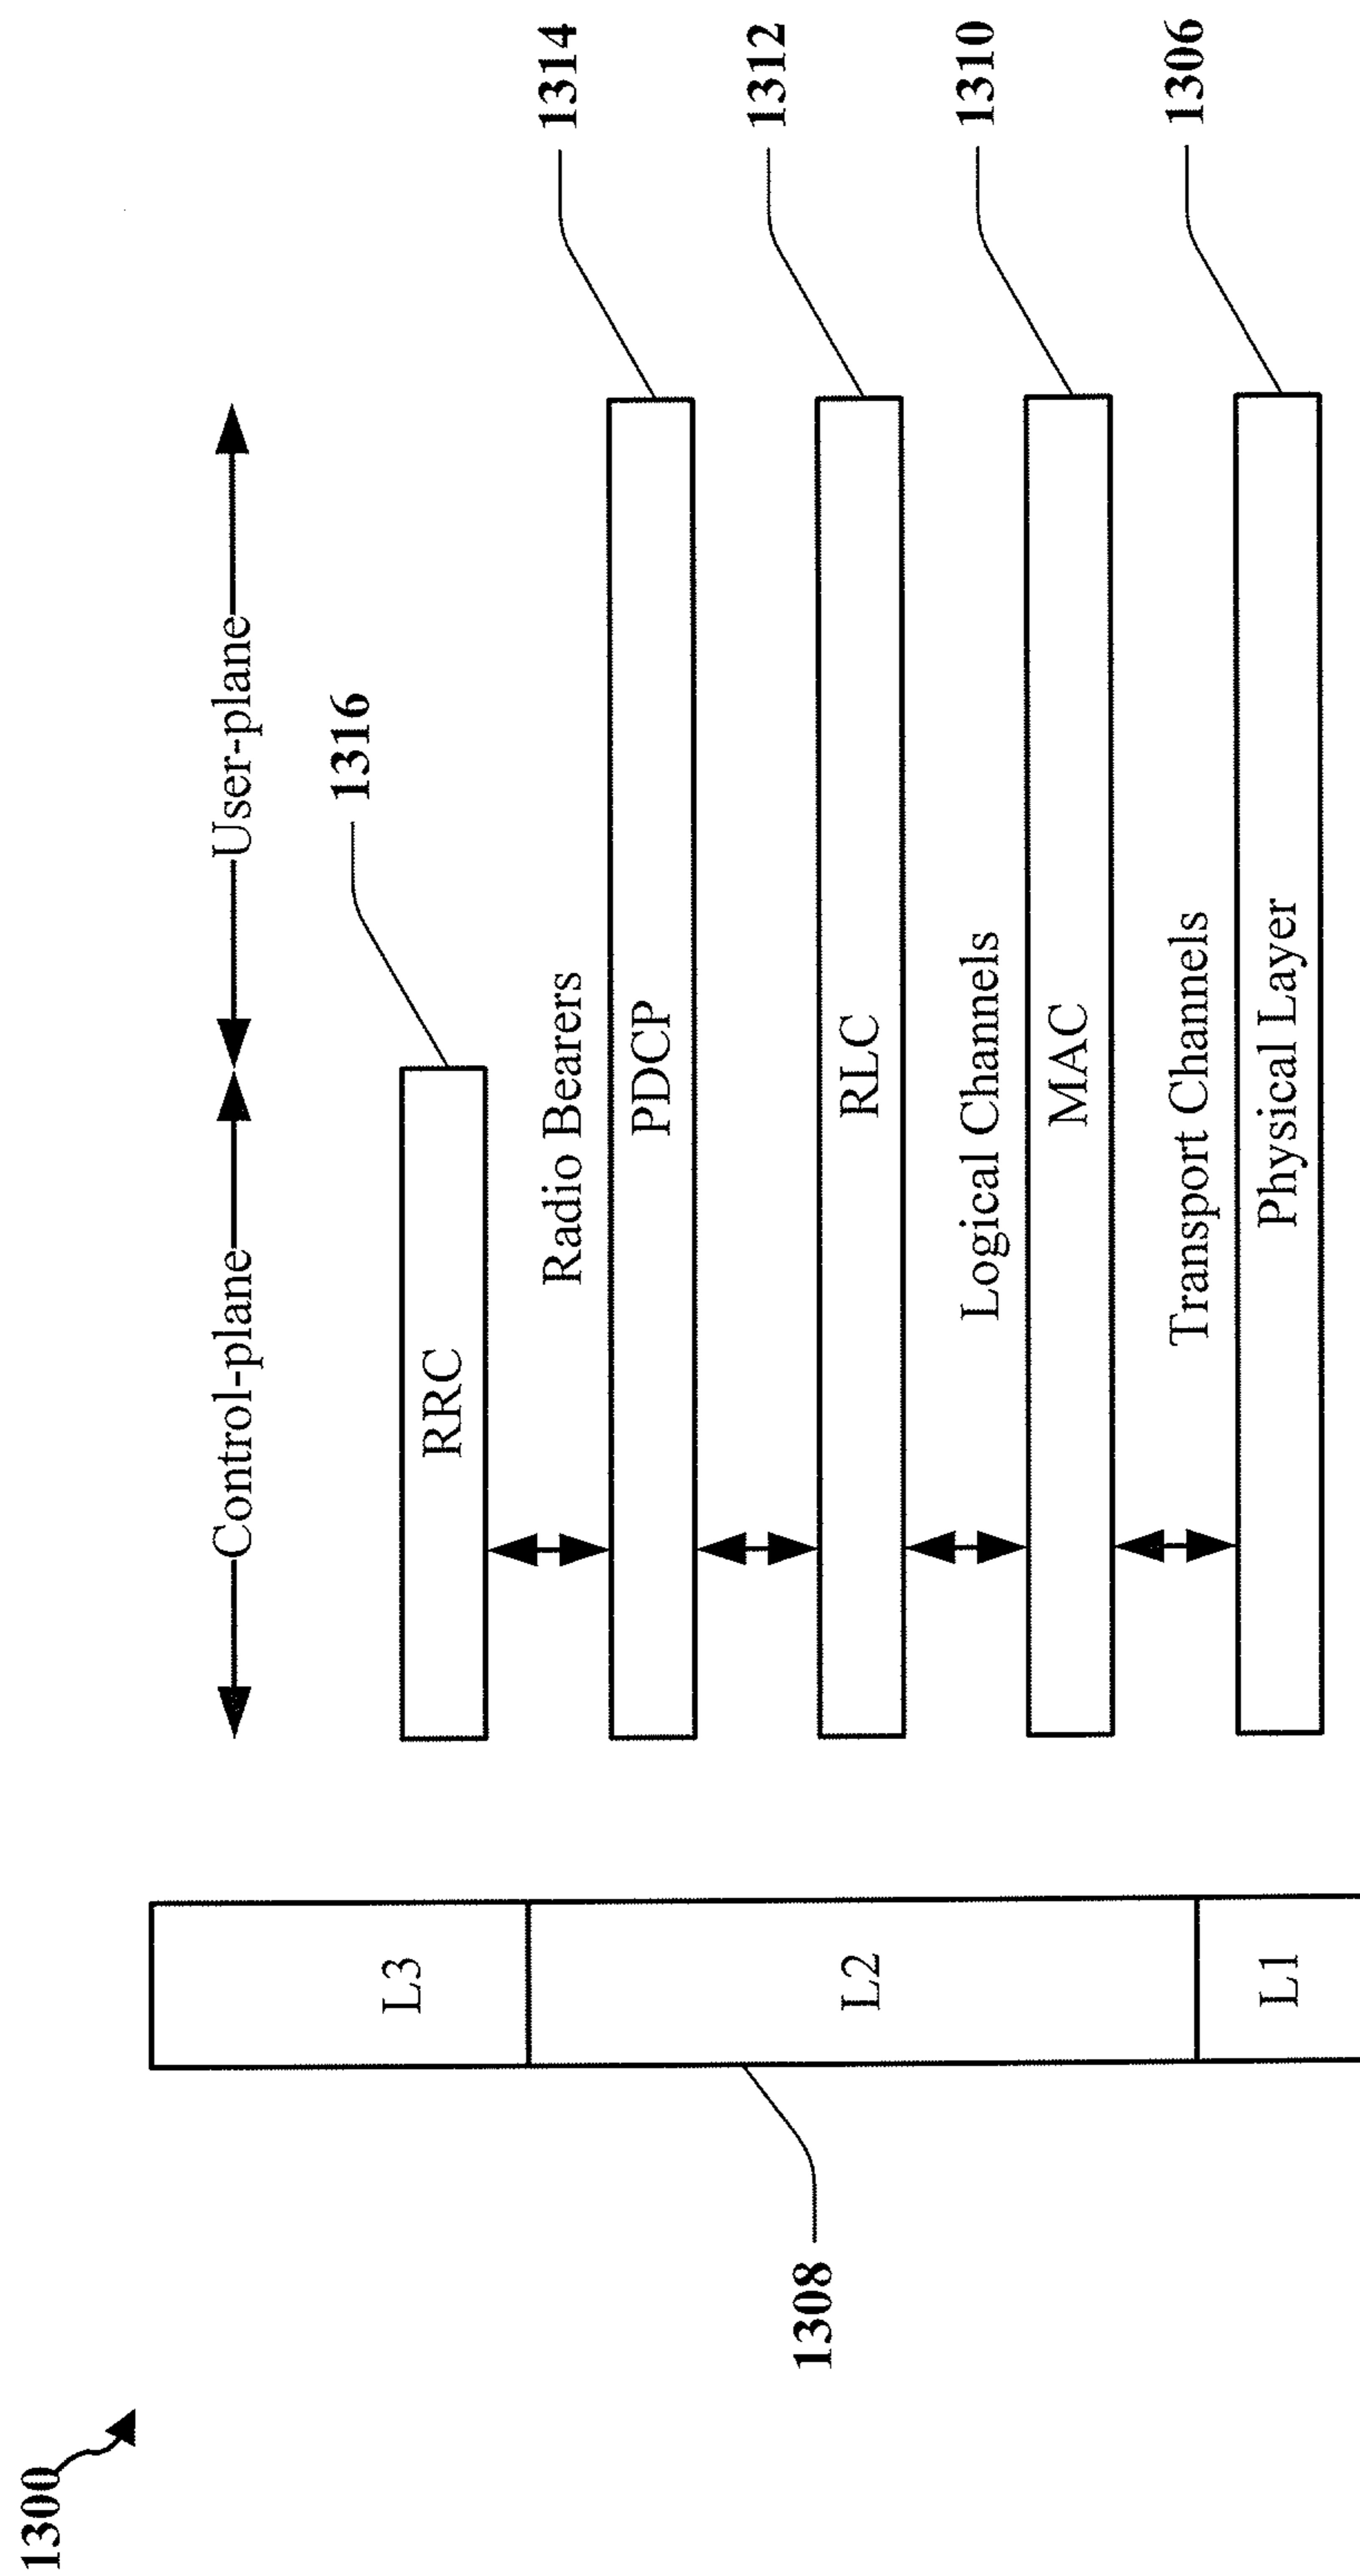 1300
Control-plane
User-plane
1316
L3
RRC
Radio Bearers
1314
PDCP
1312
L2
RLC
1308
Logical Channels
1310
MAC
Transport Channels
1306
L1
Physical Layer